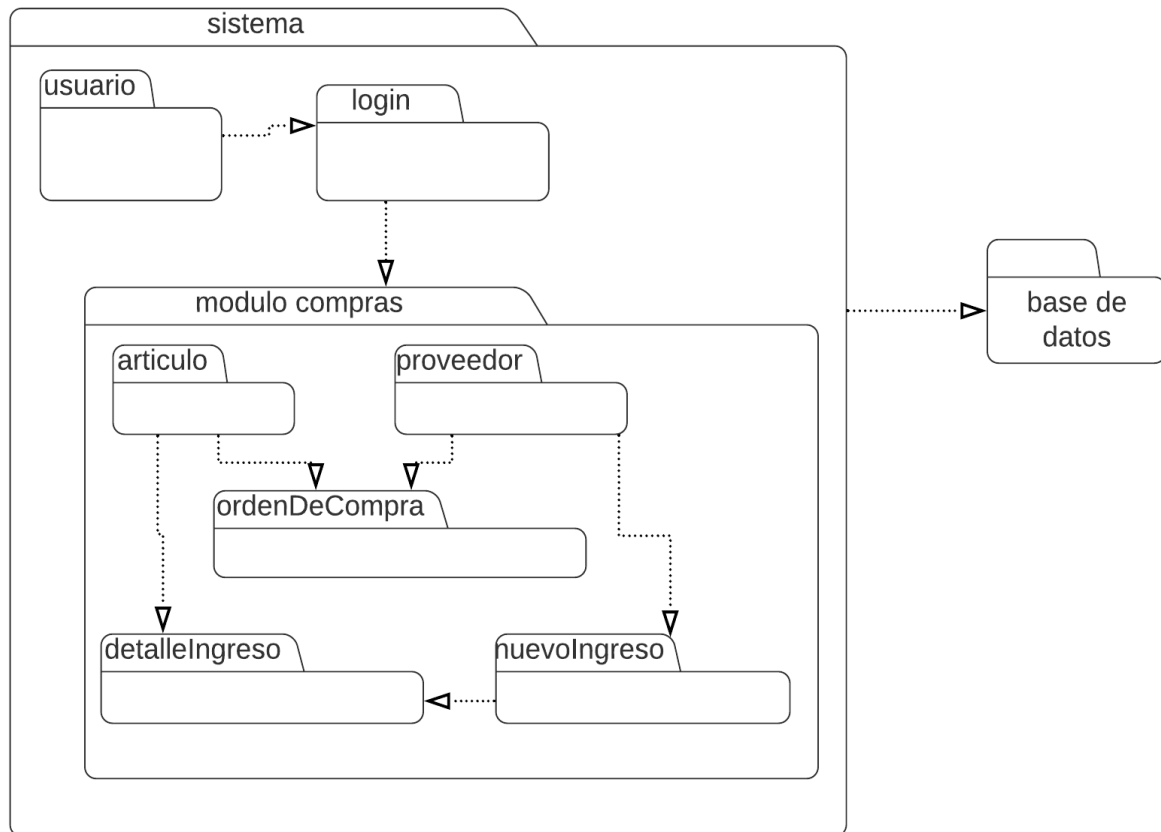 sistema
usuario
login
modulo compras
base de
datos
articulo
proveedor
ordenDeCompra
detalleIngreso
nuevoIngreso